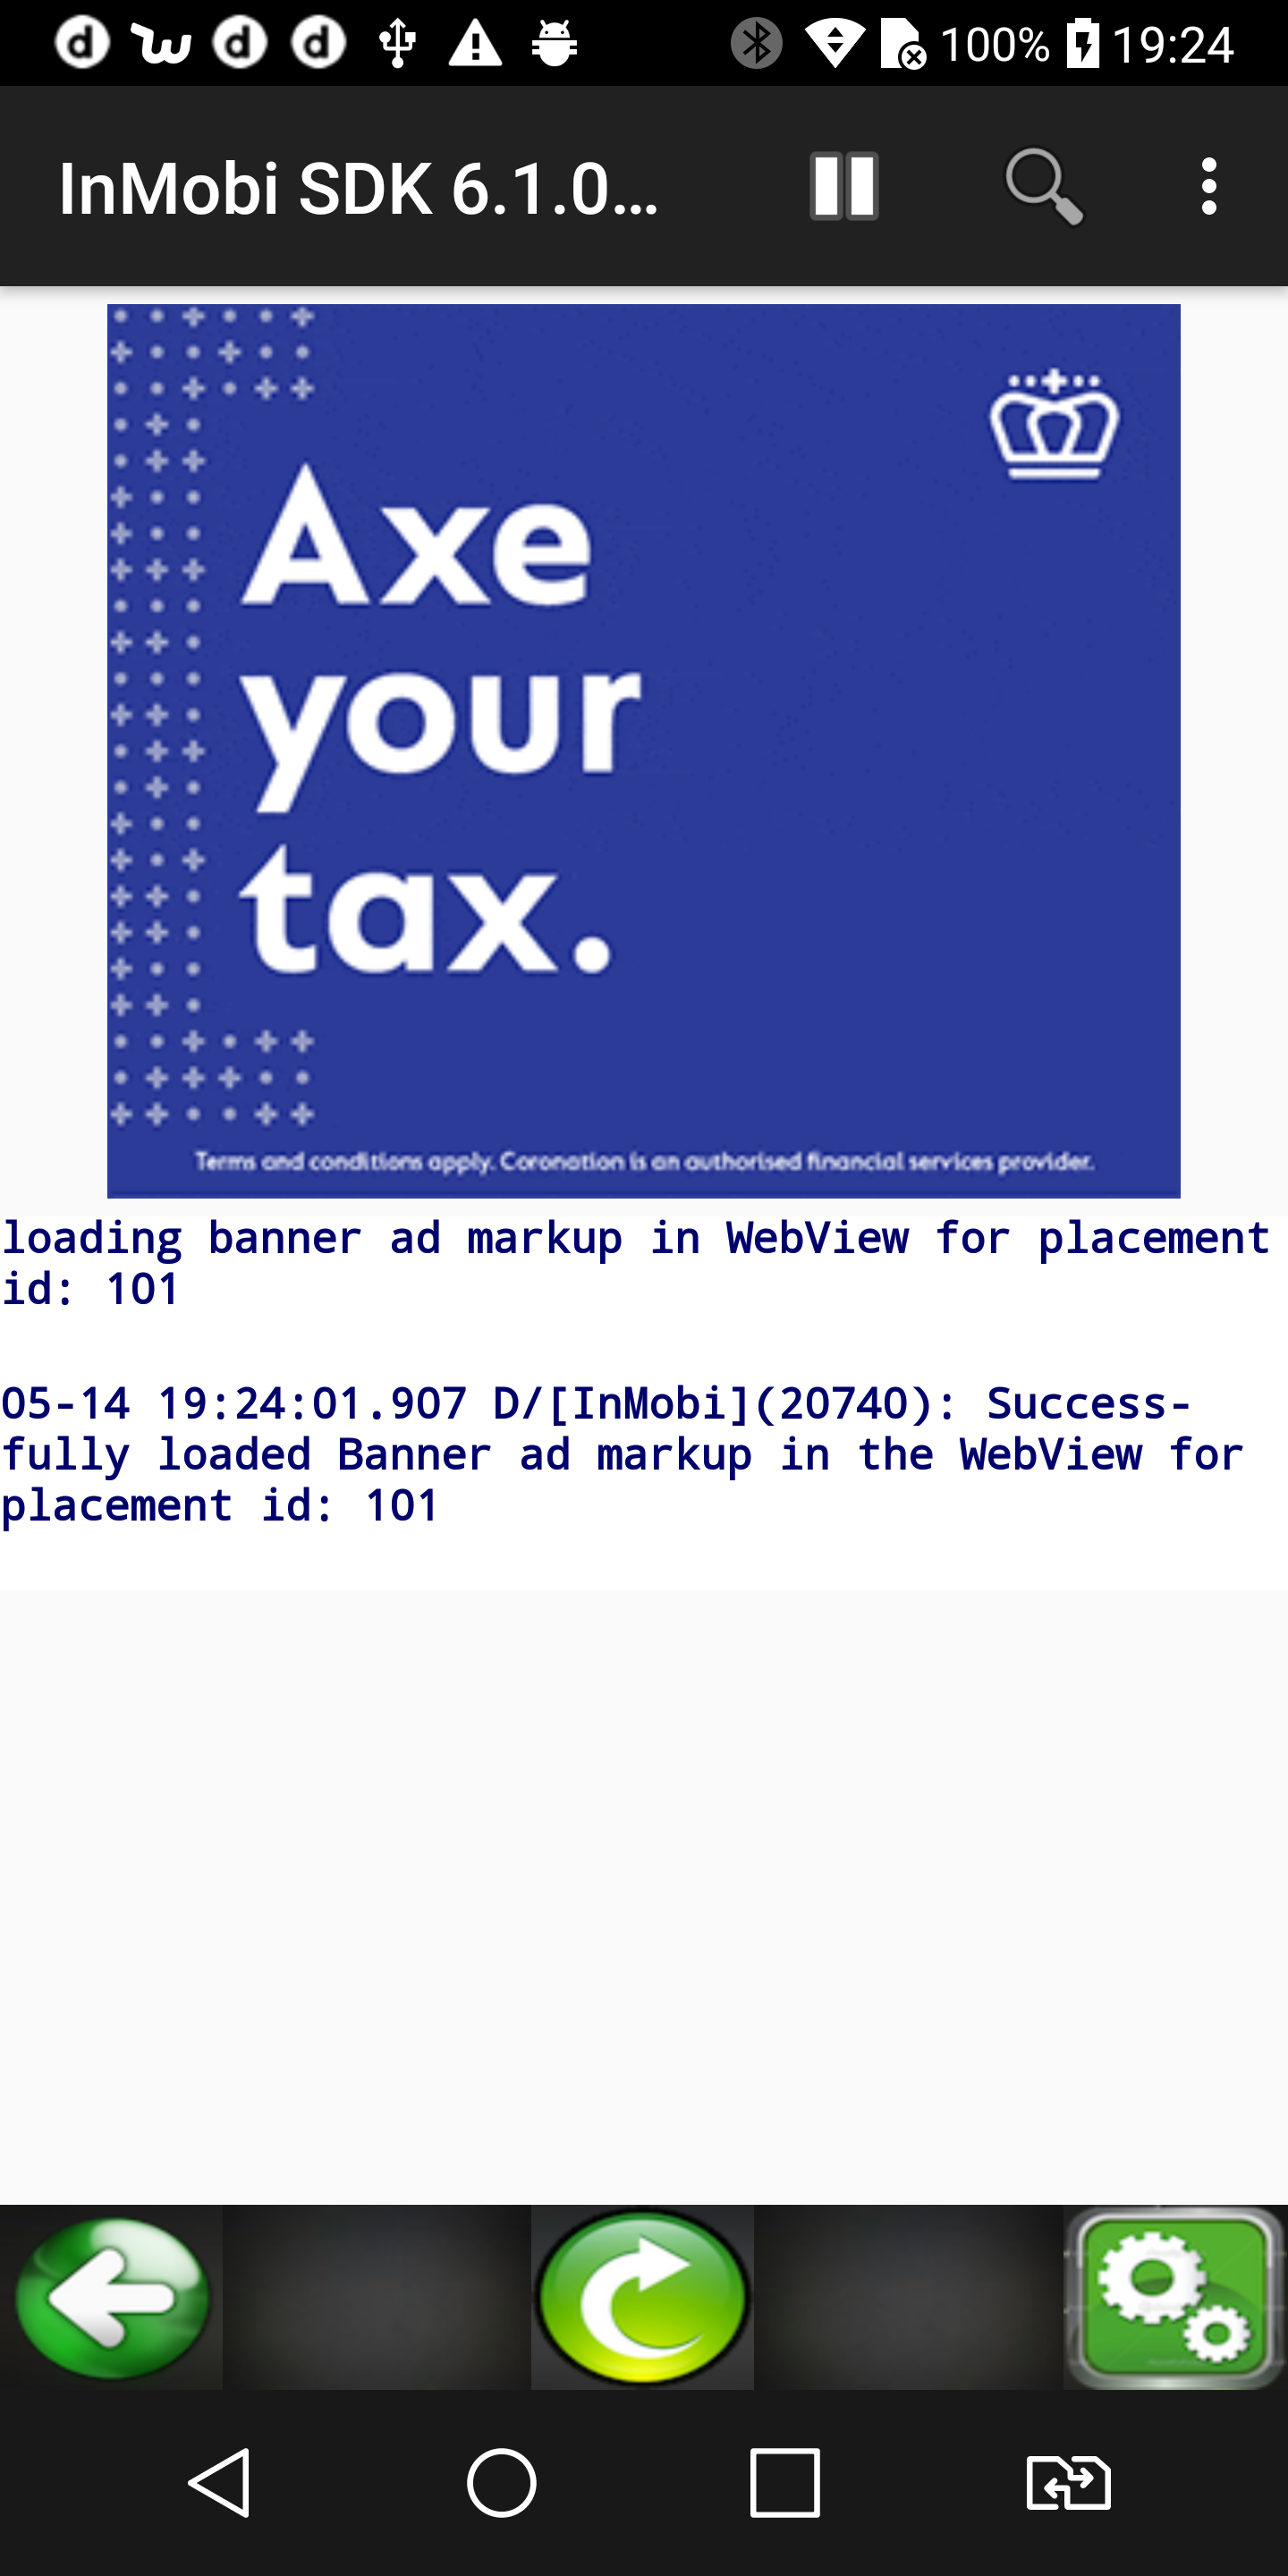 100% 19:24
InMobi SDK 6.1.0...
Axe
your
tax.
Terms and conditions apply. Coronation is an authorised financial services provider.
loading banner ad markup in WebView for placement
id: 101
05-14 19:24:01.907 D/[InMobi](20740): Success-
fully loaded Banner ad markup in the WebView for
placement id: 101